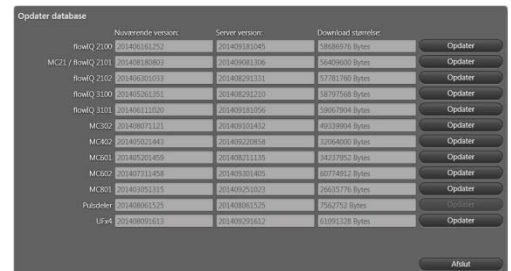 Opdater database
Nuværende version: Server version: Download størrelse:
flowIQ 2100 201406161252 201409181045 58686976 Bytes Opdater
MC21 / flowIQ 2101 201408180803 201409081306 56409600 Bytes Opdater
flowIQ 2102 201406301033 201408291331 57781760 Bytes Opdater
flowIQ 3100 201405261351 201408291210 58797568 Bytes Opdater
flowIQ 3101 201406111020 201409181056 59067904 Bytes Opdater
MC302 201408071121 201409101432 49339904 Bytes Opdater
MC402 201405021443 201409220858 32064000 Bytes Opdater
MC601 201405201459 201408211135 34237952 Bytes Opdater
MC602 201407311458 201409301405 60774912 Bytes Opdater
MC801 201403051315 201409251023 26635776 Bytes Opdater
Pulsdeler 201408061525 201408061525 7562752 Bytes Opdater
UFx4 201408091613 201409291612 61091328 Bytes Opdater
Afslut